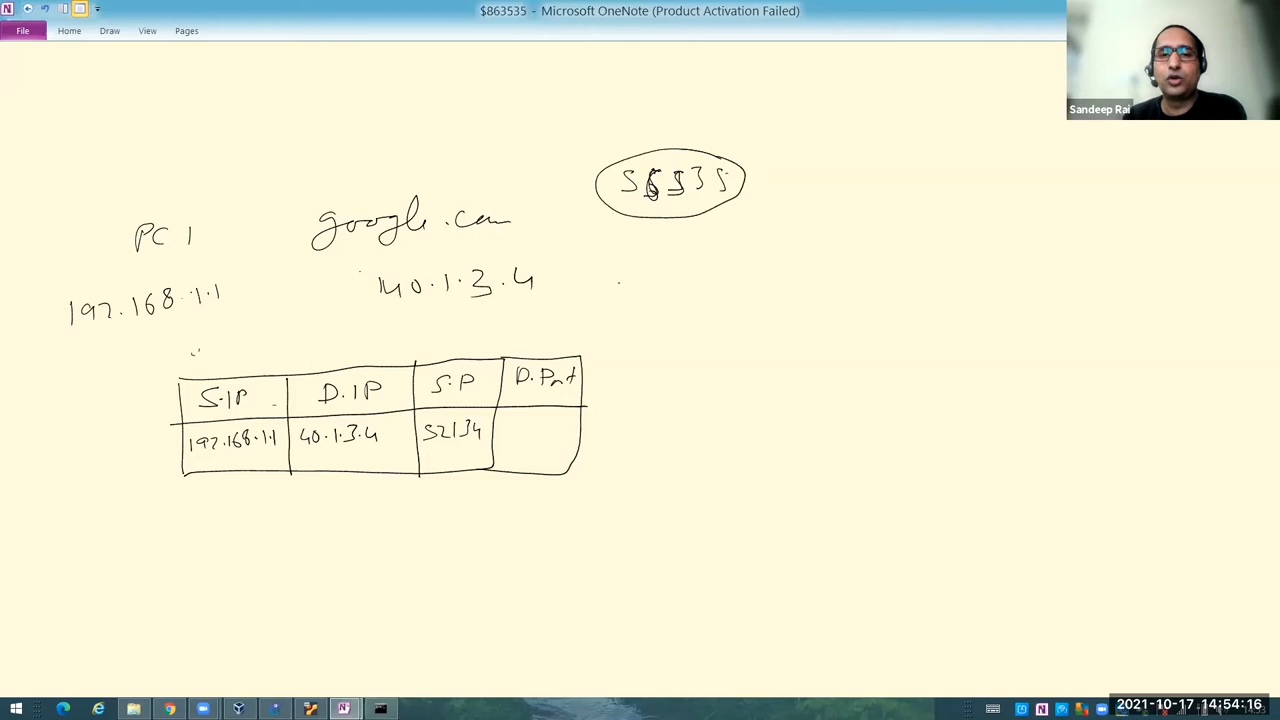 $863535 - Microsoft OneNote (Product Activation Failed)
File Home Draw View Pages
Sandeep Rai
PC 1
google.com
192.168.1.1
140.1.3.4
S.IP D.IP S.P D.Port
192.168.1.1 40.1.3.4 52134
2021-10-17 14:54:16